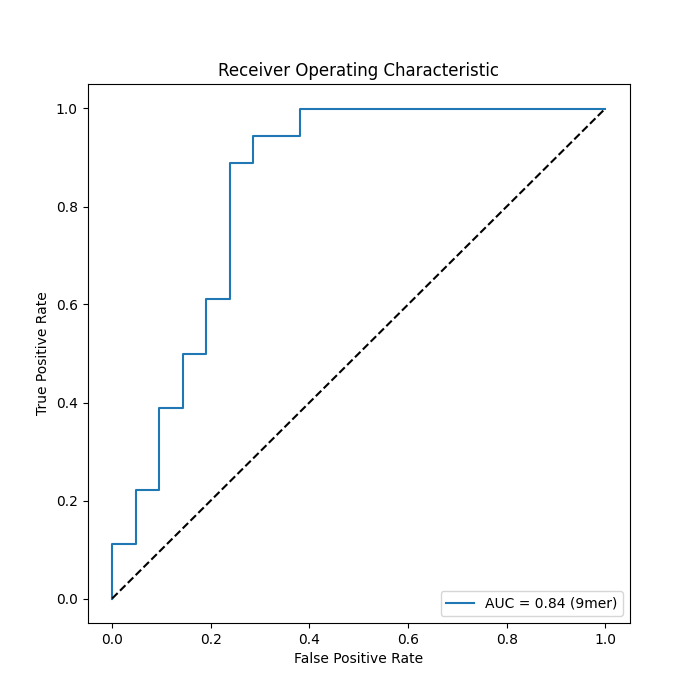 Receiver Operating Characteristic
1.0
0.8
0.6
0.4
0.2
0.0
True Positive Rate
0.0 0.2 0.4 0.6 0.8 1.0
False Positive Rate
AUC = 0.84 (9mer)